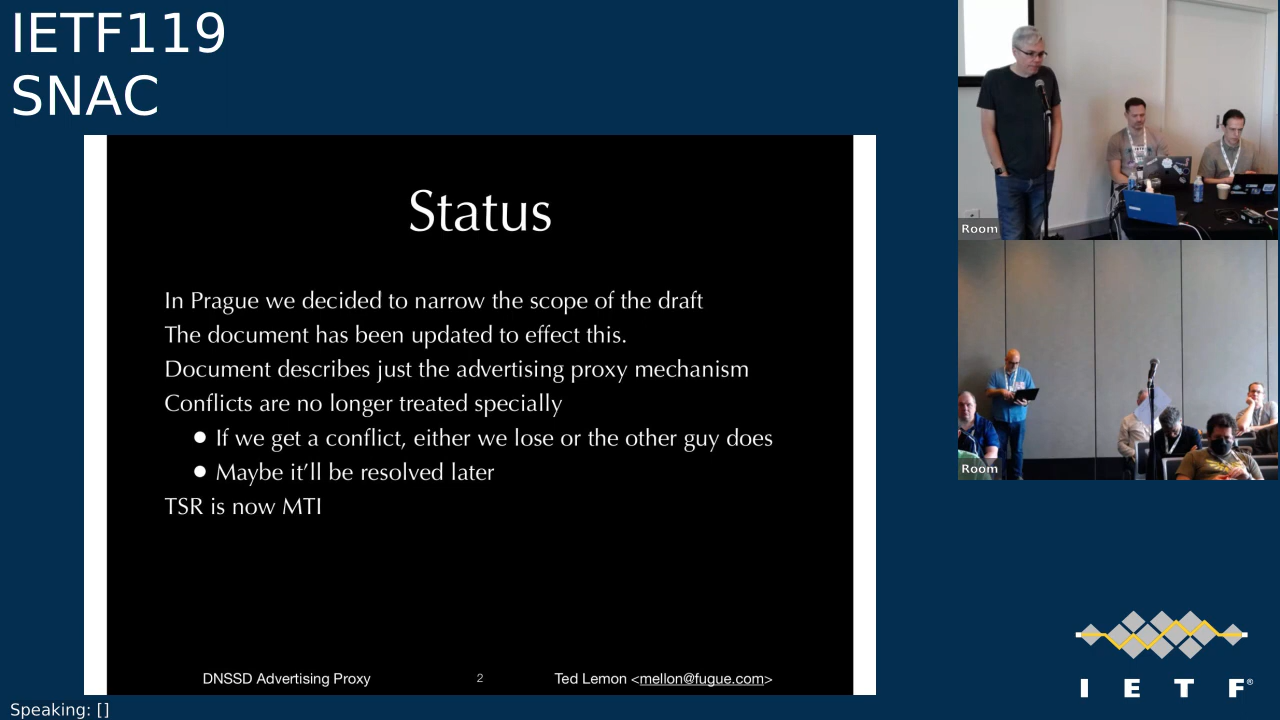 IETF119
SNAC
Status
In Prague we decided to narrow the scope of the draft
The document has been updated to effect this.
Document describes just the advertising proxy mechanism
Conflicts are no longer treated specially
● If we get a conflict, either we lose or the other guy does
● Maybe it’ll be resolved later
TSR is now MTI
DNSSD Advertising Proxy
2
Ted Lemon <mellon@fugue.com>
Room
Room
I E T F®
Speaking: []